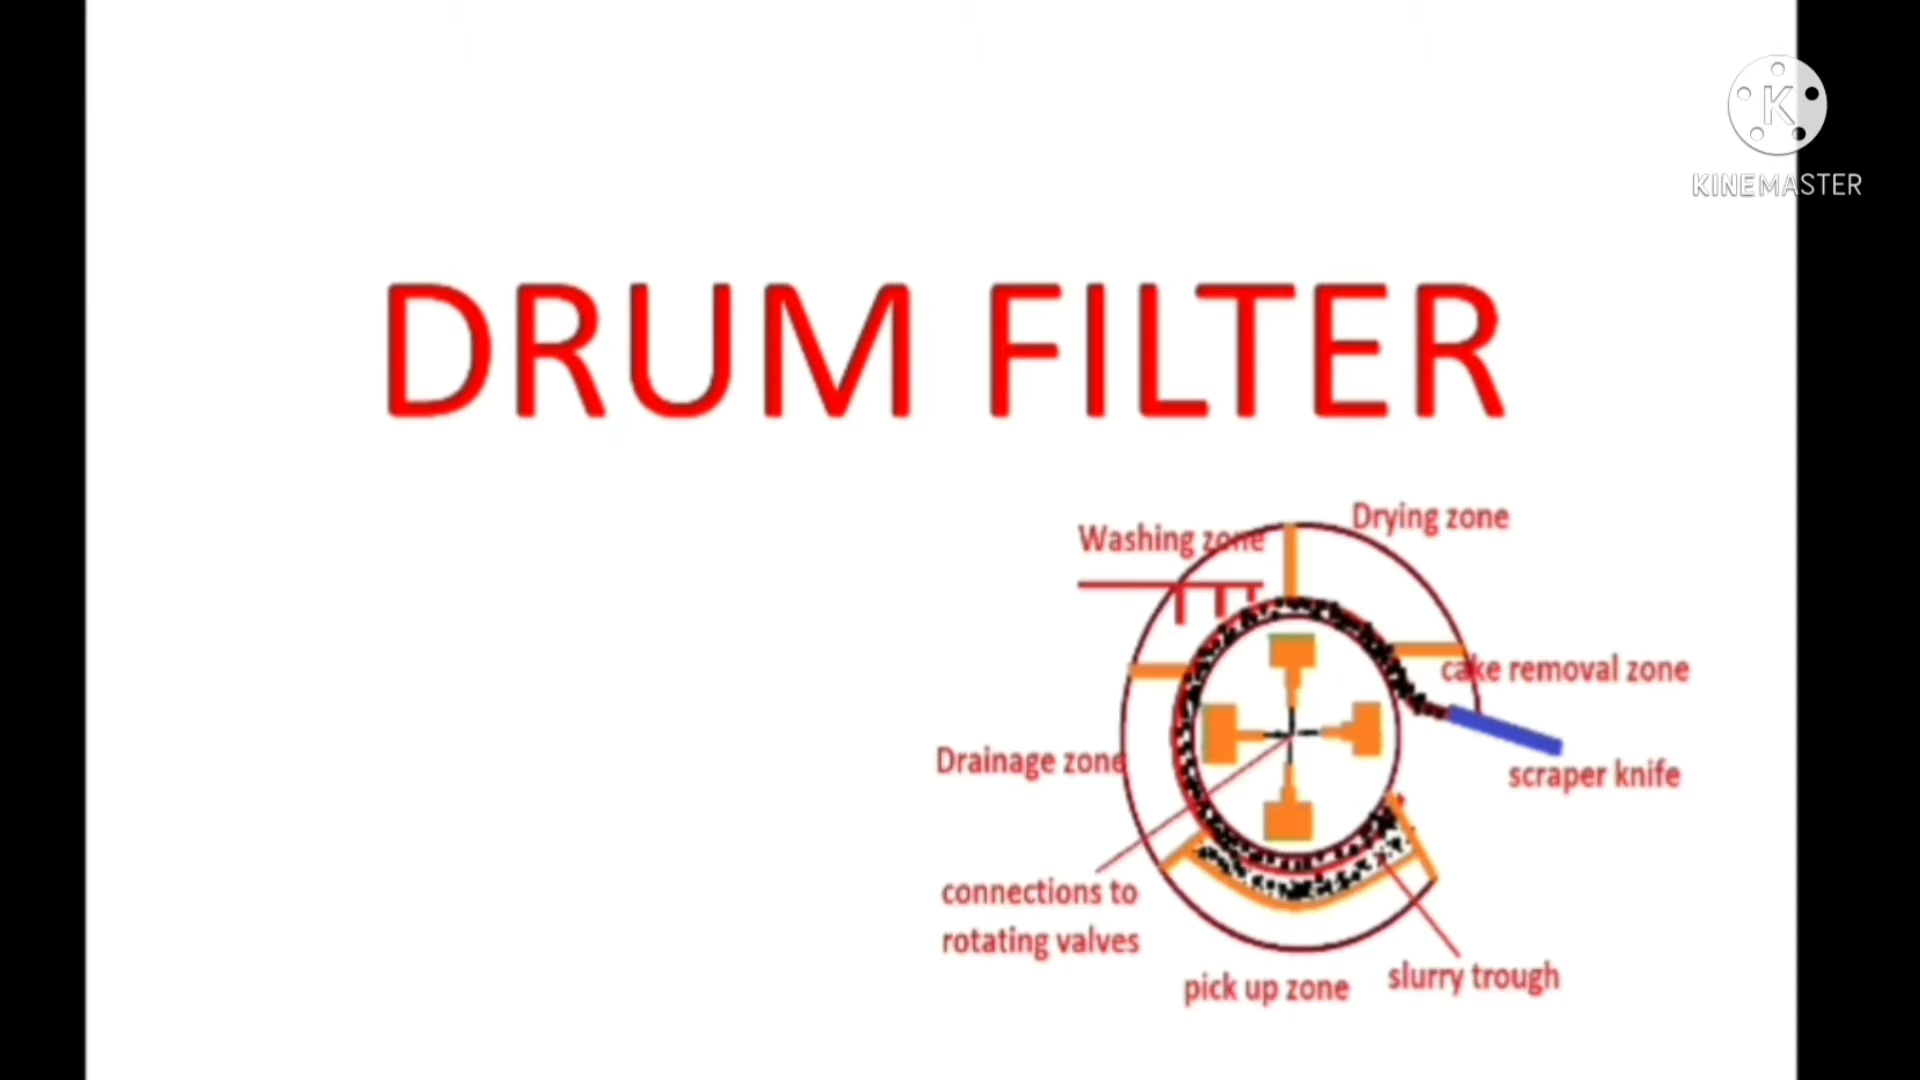 K
KINEMASTER
DRUM FILTER
Washing zone
Drying zone
cake removal zone
scraper knife
Drainage zone
connections to
rotating valves
pick up zone
slurry trough